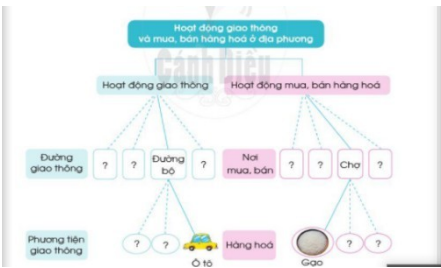 Hoạt động giao thông
và mua, bán hàng hoá ở địa phương
Cánh Diều
Hoạt động giao thông
Hoạt động mua, bán hàng hoá
Đường
giao thông
?
?
Đường
bộ
?
Nơi
mua, bán
?
?
Chợ
?
Phương tiện
giao thông
?
?
Ô tô
Hàng hoá
Gạo
?
?